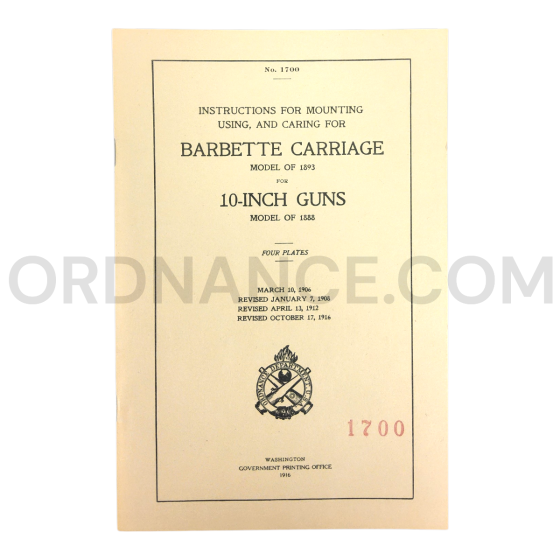 No. 1700
INSTRUCTIONS FOR MOUNTING
USING, AND CARING FOR
BARBETTE CARRIAGE
MODEL OF 1893
FOR
10-INCH GUNS
MODEL OF 1888
FOUR PLATES
ORDNANCE.COM
MARCH 10, 1906
REVISED JANUARY 7, 1908
REVISED APRIL 13, 1912
REVISED OCTOBER 17, 1916
ORDNANCE DEPARTMENT U.S.A.
1700
WASHINGTON
GOVERNMENT PRINTING OFFICE
1916